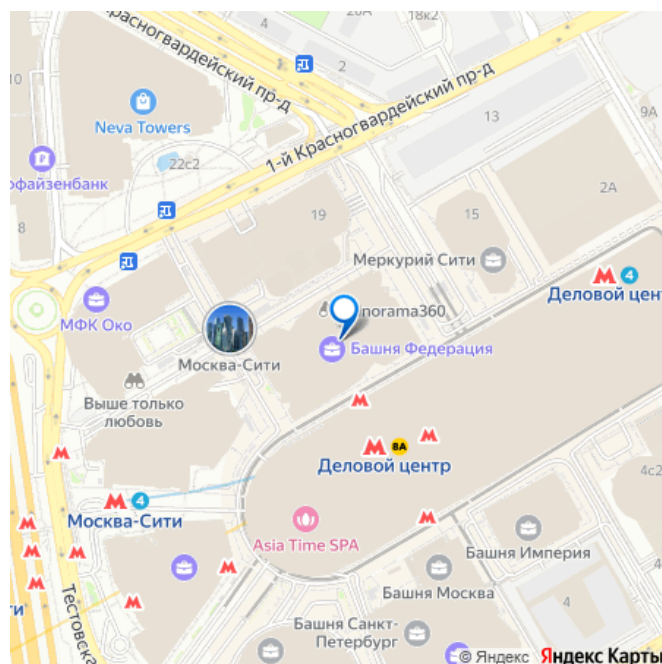 Красногвардейский пр-д
4
2
18к2
10
Neva Towers
1-й Красногвардейский пр-д
13
9А
офайзенбанк
22с2
2А
8
19
15
Меркурий Сити
4
Деловой цент
МФК Око
norama360
Башня Федерация
Москва-Сити
Выше только
любовь
8А
Деловой центр
4с2
4
Москва-Сити
Asia Time SPA
Башня Империя
Башня Москва
Тестовска
ти
4
Башня Санкт-
Петербург
© Яндекс Яндекс Карты